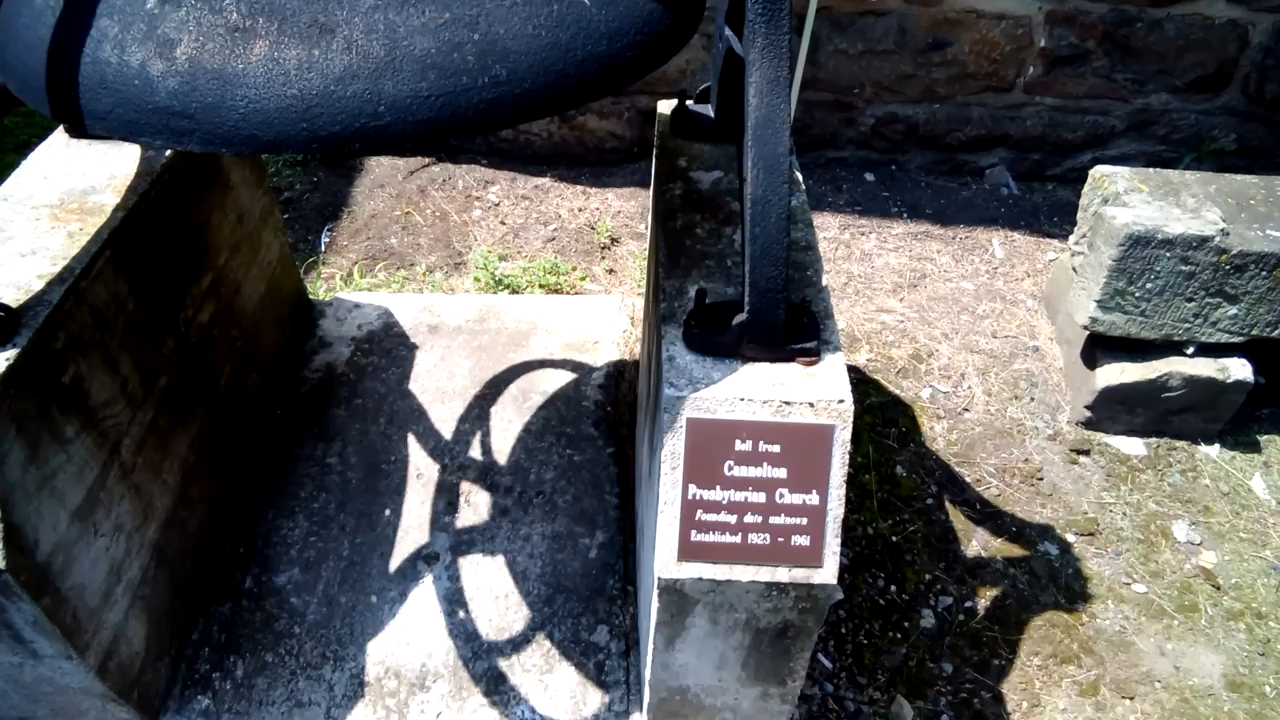 Bell from
Cannelton
Presbyterian Church
Founding date unknown
Established 1923 - 1961